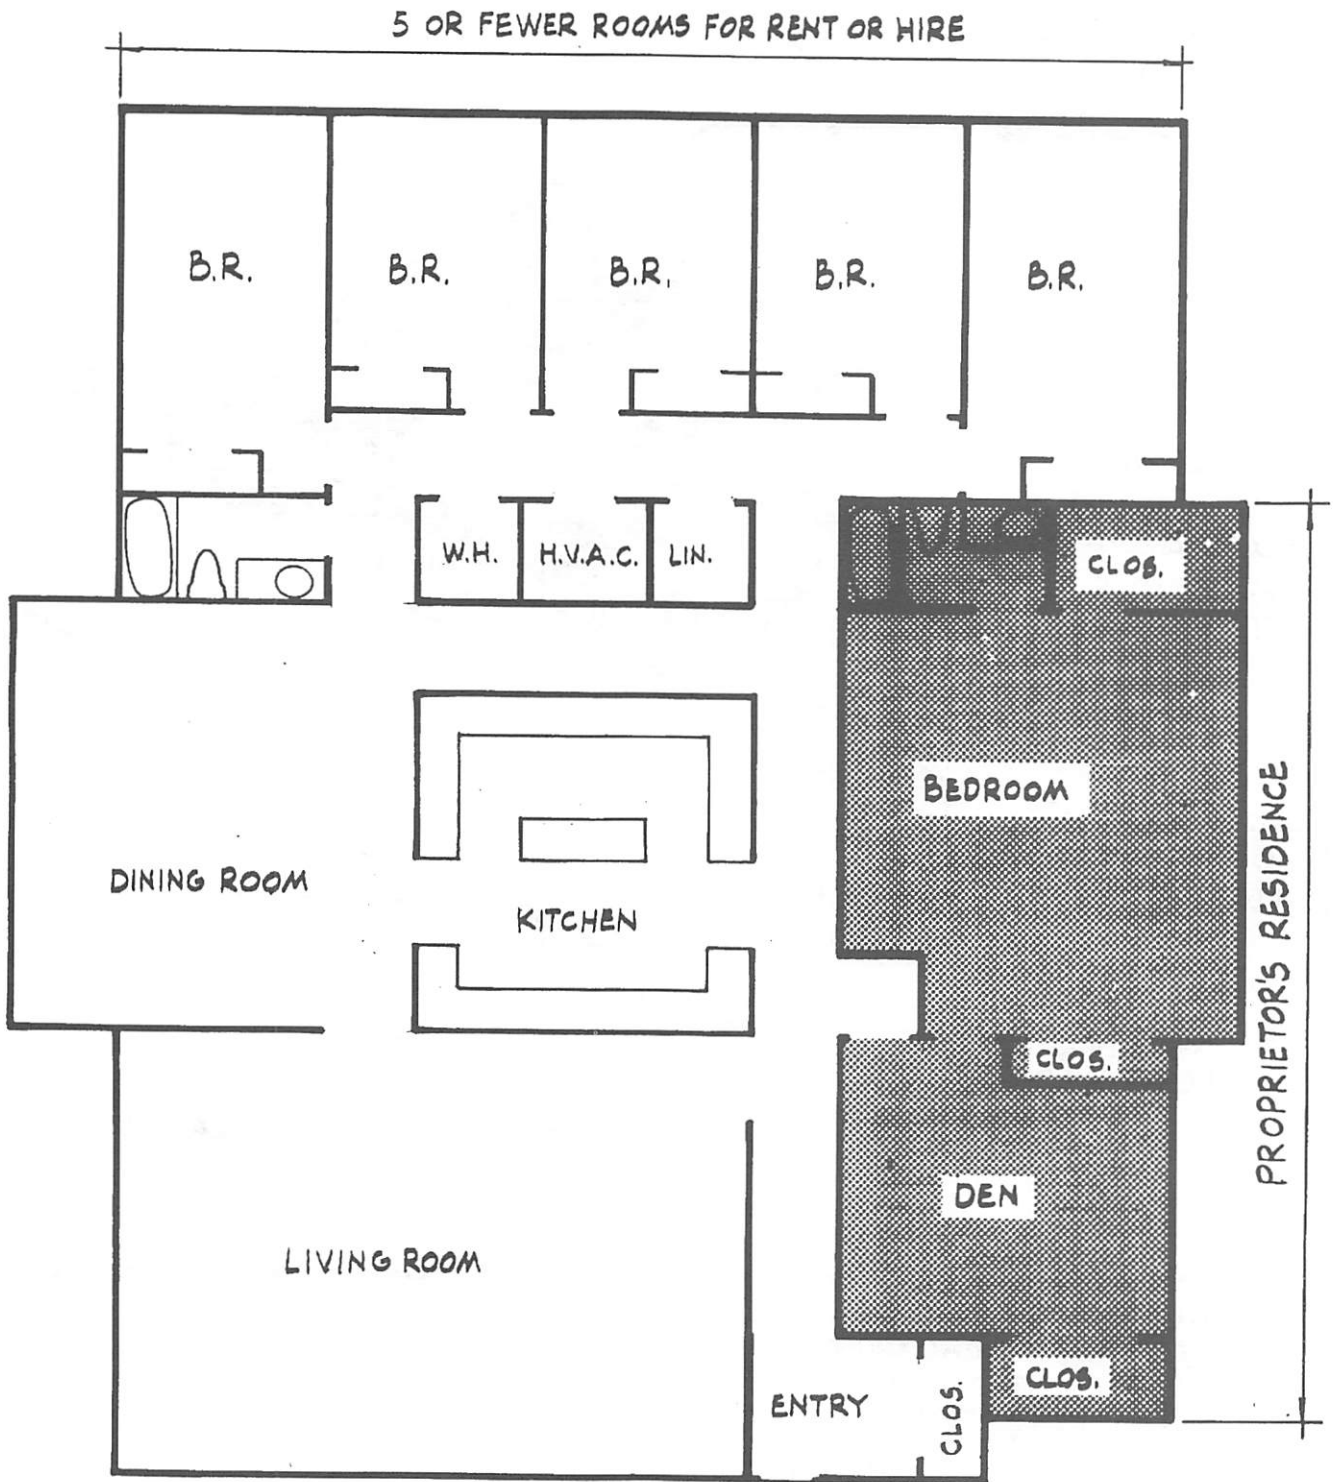 5 OR FEWER ROOMS FOR RENT OR HIRE
B.R.
B.R.
B.R.
B.R.
B.R.
W.H.
H.V.A.C.
LIN.
CLOS.
BEDROOM
DINING ROOM
KITCHEN
PROPRIETOR'S RESIDENCE
CLOS.
DEN
LIVING ROOM
CLOS.
ENTRY
CLOS.